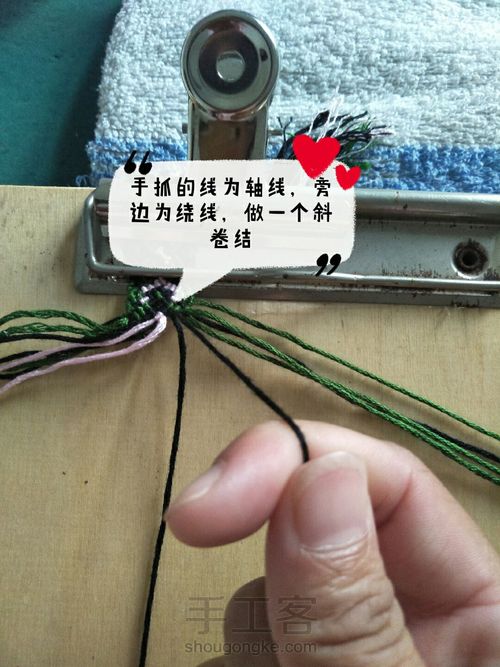 手抓的线为轴线，旁
边为绕线，做一个斜
卷结
手工客
shougongke.com